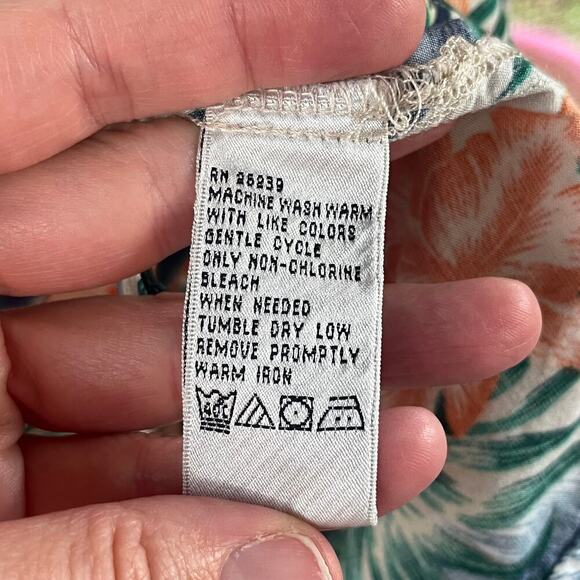 RN 26239
MACHINE WASH WARM
WITH LIKE COLORS
GENTLE CYCLE
ONLY NON-CHLORINE
BLEACH
WHEN NEEDED
TUMBLE DRY LOW
REMOVE PROMPTLY
WARM IRON